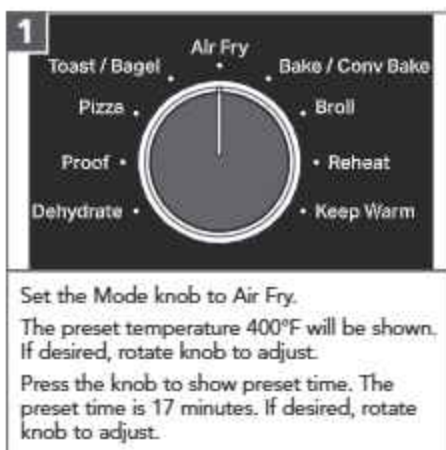 1
Air Fry
Toast / Bagel
Bake / Conv Bake
Pizza
Broil
Proof
Reheat
Dehydrate
Keep Warm
Set the Mode knob to Air Fry.
The preset temperature 400°F will be shown.
If desired, rotate knob to adjust.
Press the knob to show preset time. The
preset time is 17 minutes. If desired, rotate
knob to adjust.